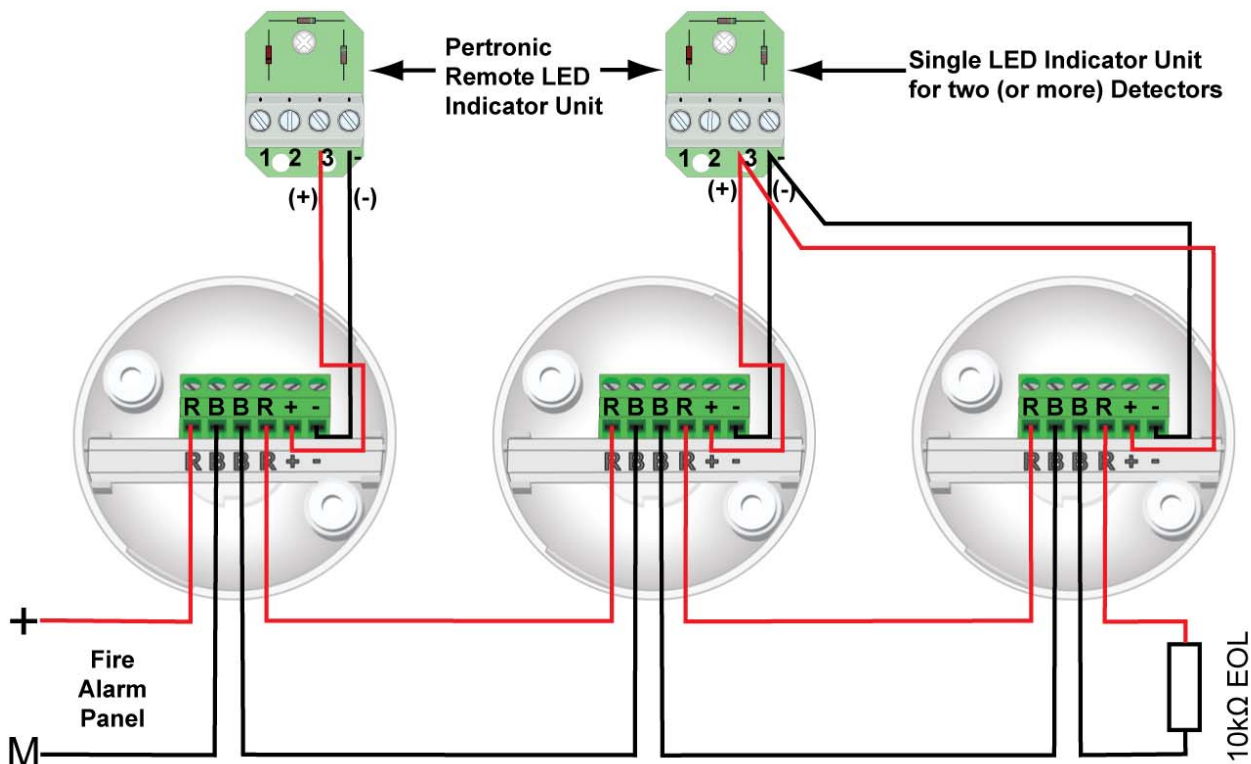 Pertronic
Remote LED
Indicator Unit
Single LED Indicator Unit
for two (or more) Detectors
1 2 3 -
(+) (-)
1 2 3 -
(+) (-)
R B B R + -
R B B R + -
R B B R + -
R B B R + -
R B B R + -
R B B R + -
+
Fire
Alarm
Panel
M
10kΩ EOL